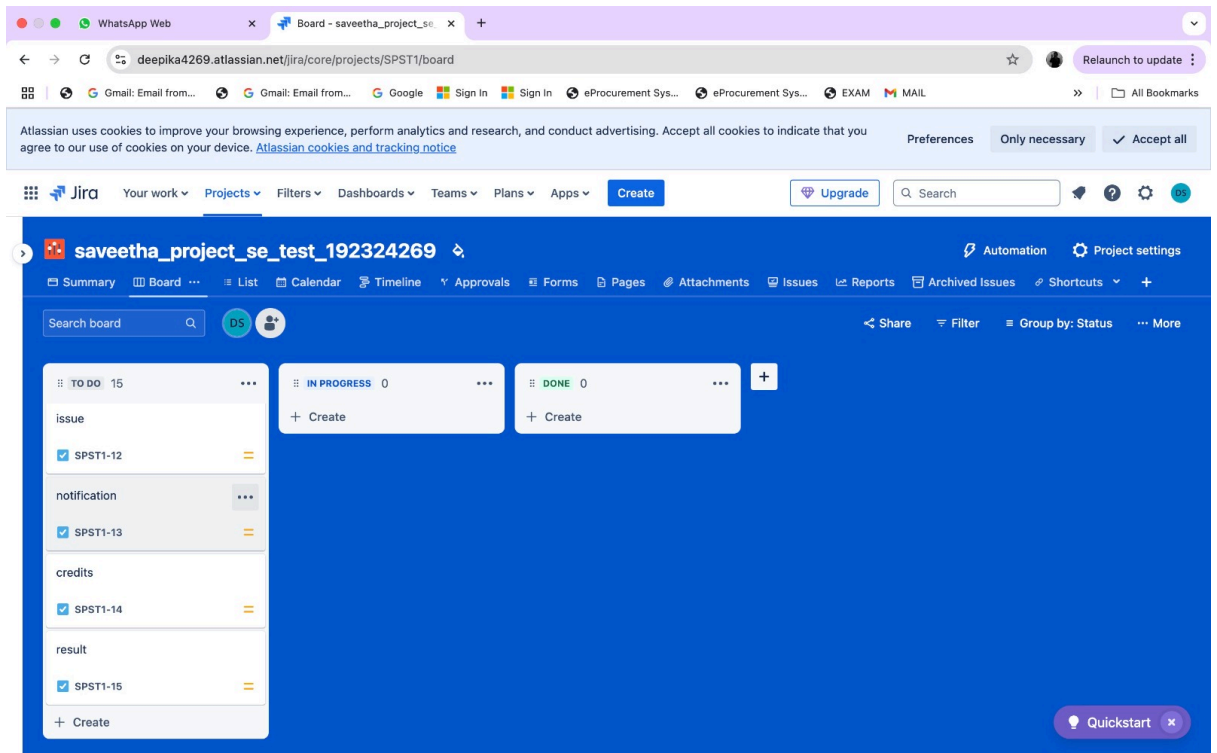 WhatsApp Web
Board - saveetha_project_se_
deepika4269.atlassian.net/jira/core/projects/SPST1/board
Relaunch to update
Gmail: Email from... Gmail: Email from... Google Sign In Sign In eProcurement Sys... eProcurement Sys... EXAM MAIL » All Bookmarks
Atlassian uses cookies to improve your browsing experience, perform analytics and research, and conduct advertising. Accept all cookies to indicate that you
agree to our use of cookies on your device. Atlassian cookies and tracking notice
Preferences Only necessary Accept all
Jira Your work Projects Filters Dashboards Teams Plans Apps Create Upgrade Search DS
saveetha_project_se_test_192324269
Automation Project settings
Summary Board ··· List Calendar Timeline Approvals Forms Pages Attachments Issues Reports Archived Issues Shortcuts +
Search board DS Share Filter Group by: Status ··· More
TO DO 15 ···
issue
SPST1-12
notification ···
SPST1-13
credits
SPST1-14
result
SPST1-15
+ Create
IN PROGRESS 0 ···
+ Create
DONE 0 ···
+ Create
+
Quickstart ×